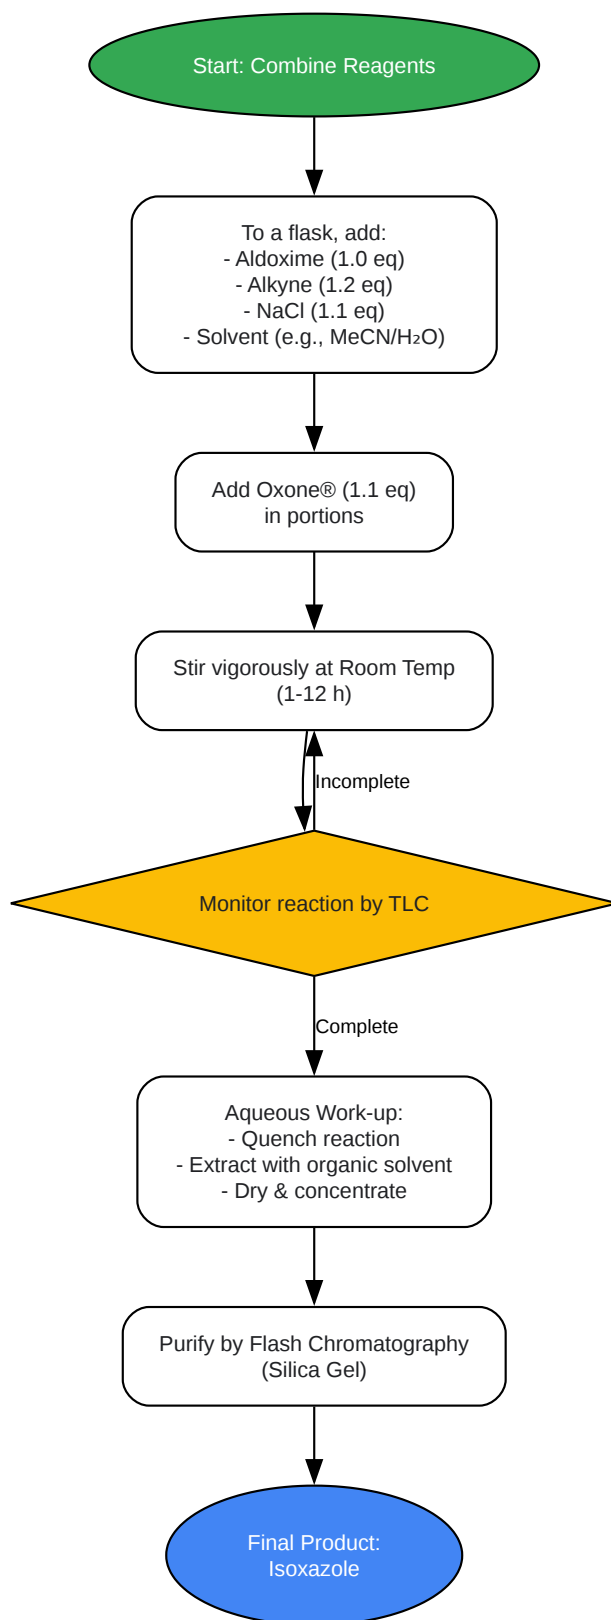 Start: Combine Reagents
To a flask, add:
- Aldoxime (1.0 eq)
- Alkyne (1.2 eq)
- NaCl (1.1 eq)
- Solvent (e.g., MeCN/H₂O)
Add Oxone® (1.1 eq)
in portions
Stir vigorously at Room Temp
(1-12 h)
Incomplete
Monitor reaction by TLC
Complete
Aqueous Work-up:
- Quench reaction
- Extract with organic solvent
- Dry & concentrate
Purify by Flash Chromatography
(Silica Gel)
Final Product:
Isoxazole